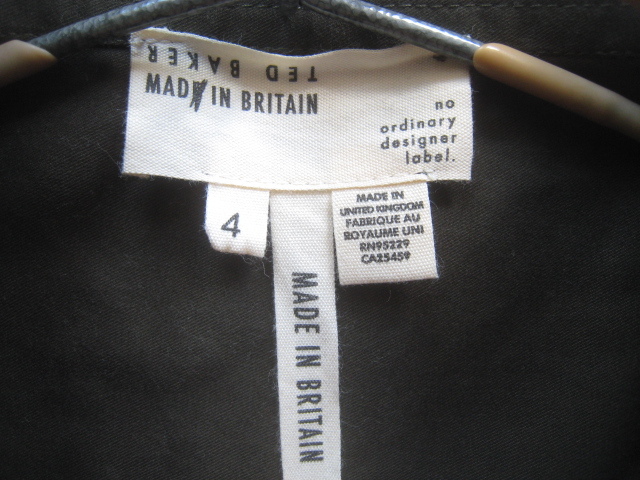 TED BAKER
MADE IN BRITAIN
no
ordinary
designer
label.
4
MADE IN
UNITED KINGDOM
FABRIQUE AU
ROYAUME UNI
RN95229
CA25459
MADE IN BRITAIN